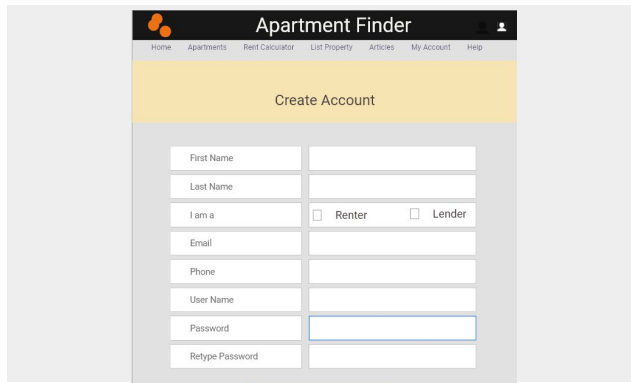 Apartment Finder
Home Apartments Rent Calculator List Property Articles My Account Help
Create Account
First Name
Last Name
I am a Renter Lender
Email
Phone
User Name
Password
Retype Password